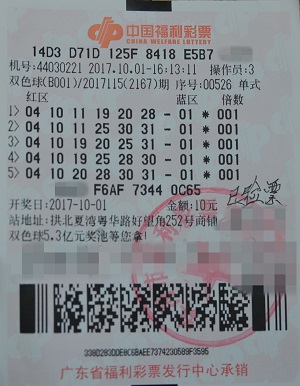 中国福利彩票
CHINA WELFARE LOTTERY
14D3 D71D 125F 8418 E5B7
机号:44030221 2017.10.01-16:13:11 操作员:3
双色球(B001)/2017115(2167)期 序号:00526 单式
红区 蓝区 倍数
1> 04 10 11 19 20 28 - 01 * 001
2> 04 10 11 20 28 31 - 01 * 001
3> 04 10 19 20 28 30 - 01 * 001
4> 04 10 20 28 30 31 - 01 * 001
5> 04 10 20 28 30 31 - 01 * 001
F6AF 7344 0C65
已验票
开奖日:2017-10-01 金额:10元
站地址:拱北夏湾粤华路好望角252号商铺
双色球5.3亿元奖池等您拿!
338D283DDE8C6BAEE7374230589F3595
广东省福利彩票发行中心承销